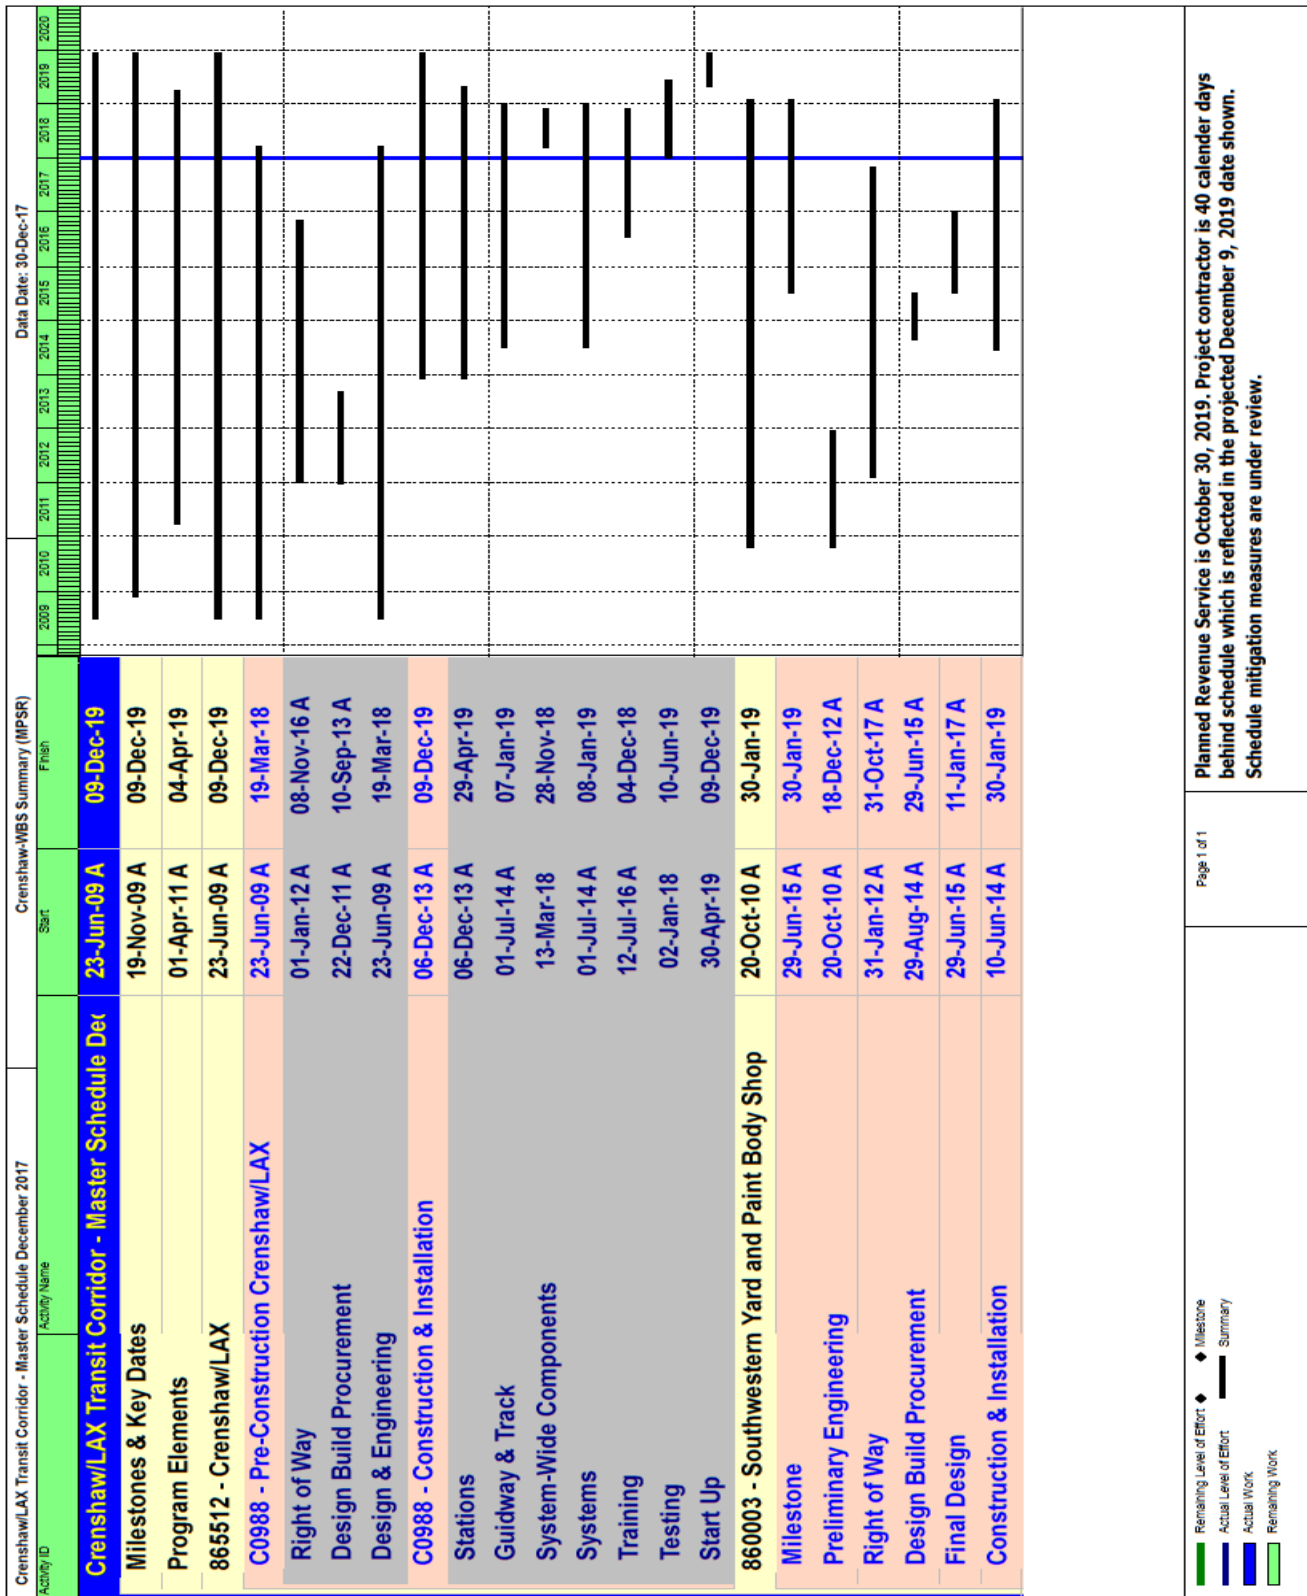 Crenshaw/LAX Transit Corridor - Master Schedule December 2017
Crenshaw-WBS Summary (MPSR)
Data Date: 30-Dec-17
Activity ID Activity Name Start Finish 2009 2010 2011 2012 2013 2014 2015 2016 2017 2018 2019 2020
Crenshaw/LAX Transit Corridor - Master Schedule Dec 23-Jun-09 A 09-Dec-19
Milestones & Key Dates 19-Nov-09 A 09-Dec-19
Program Elements 01-Apr-11 A 04-Apr-19
865512 - Crenshaw/LAX 23-Jun-09 A 09-Dec-19
C0988 - Pre-Construction Crenshaw/LAX 23-Jun-09 A 19-Mar-18
Right of Way 01-Jan-12 A 08-Nov-16 A
Design Build Procurement 22-Dec-11 A 10-Sep-13 A
Design & Engineering 23-Jun-09 A 19-Mar-18
C0988 - Construction & Installation 06-Dec-13 A 09-Dec-19
Stations 06-Dec-13 A 29-Apr-19
Guidway & Track 01-Jul-14 A 07-Jan-19
System-Wide Components 13-Mar-18 28-Nov-18
Systems 01-Jul-14 A 08-Jan-19
Training 12-Jul-16 A 04-Dec-18
Testing 02-Jan-18 10-Jun-19
Start Up 30-Apr-19 09-Dec-19
860003 - Southwestern Yard and Paint Body Shop 20-Oct-10 A 30-Jan-19
Milestone 29-Jun-15 A 30-Jan-19
Preliminary Engineering 20-Oct-10 A 18-Dec-12 A
Right of Way 31-Jan-12 A 31-Oct-17 A
Design Build Procurement 29-Aug-14 A 29-Jun-15 A
Final Design 29-Jun-15 A 11-Jan-17 A
Construction & Installation 10-Jun-14 A 30-Jan-19
Remaining Level of Effort Milestone
Actual Level of Effort Summary
Actual Work
Remaining Work
Page 1 of 1
Planned Revenue Service is October 30, 2019. Project contractor is 40 calender days
behind schedule which is reflected in the projected December 9, 2019 date shown.
Schedule mitigation measures are under review.